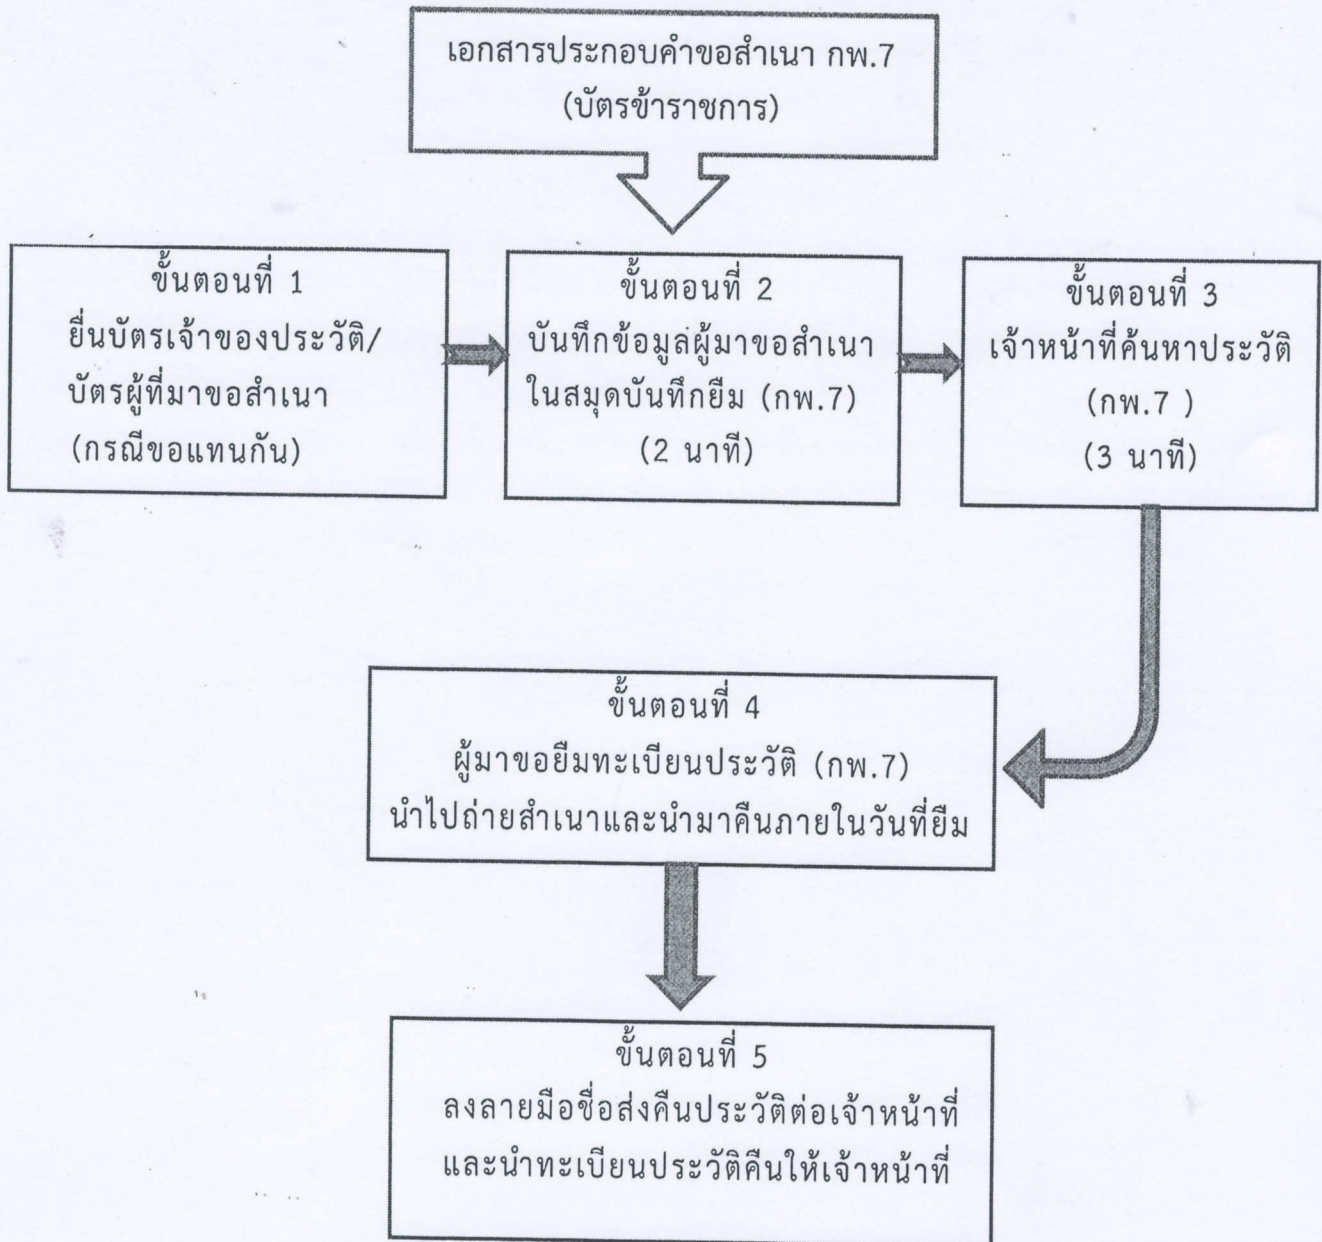 เอกสารประกอบคำขอสำเนา กพ.7
(บัตรข้าราชการ)
ขั้นตอนที่ 1
ยื่นบัตรเจ้าของประวัติ/
บัตรผู้ที่มาขอสำเนา
(กรณีขอแทนกัน)
ขั้นตอนที่ 2
บันทึกข้อมูลผู้มาขอสำเนา
ในสมุดบันทึกยืม (กพ.7)
(2 นาที)
ขั้นตอนที่ 3
เจ้าหน้าที่ค้นหาประวัติ
(กพ.7 )
(3 นาที)
ขั้นตอนที่ 4
ผู้มาขอยืมทะเบียนประวัติ (กพ.7)
นำไปถ่ายสำเนาและนำมาคืนภายในวันที่ยืม
ขั้นตอนที่ 5
ลงลายมือชื่อส่งคืนประวัติต่อเจ้าหน้าที่
และนำทะเบียนประวัติคืนให้เจ้าหน้าที่